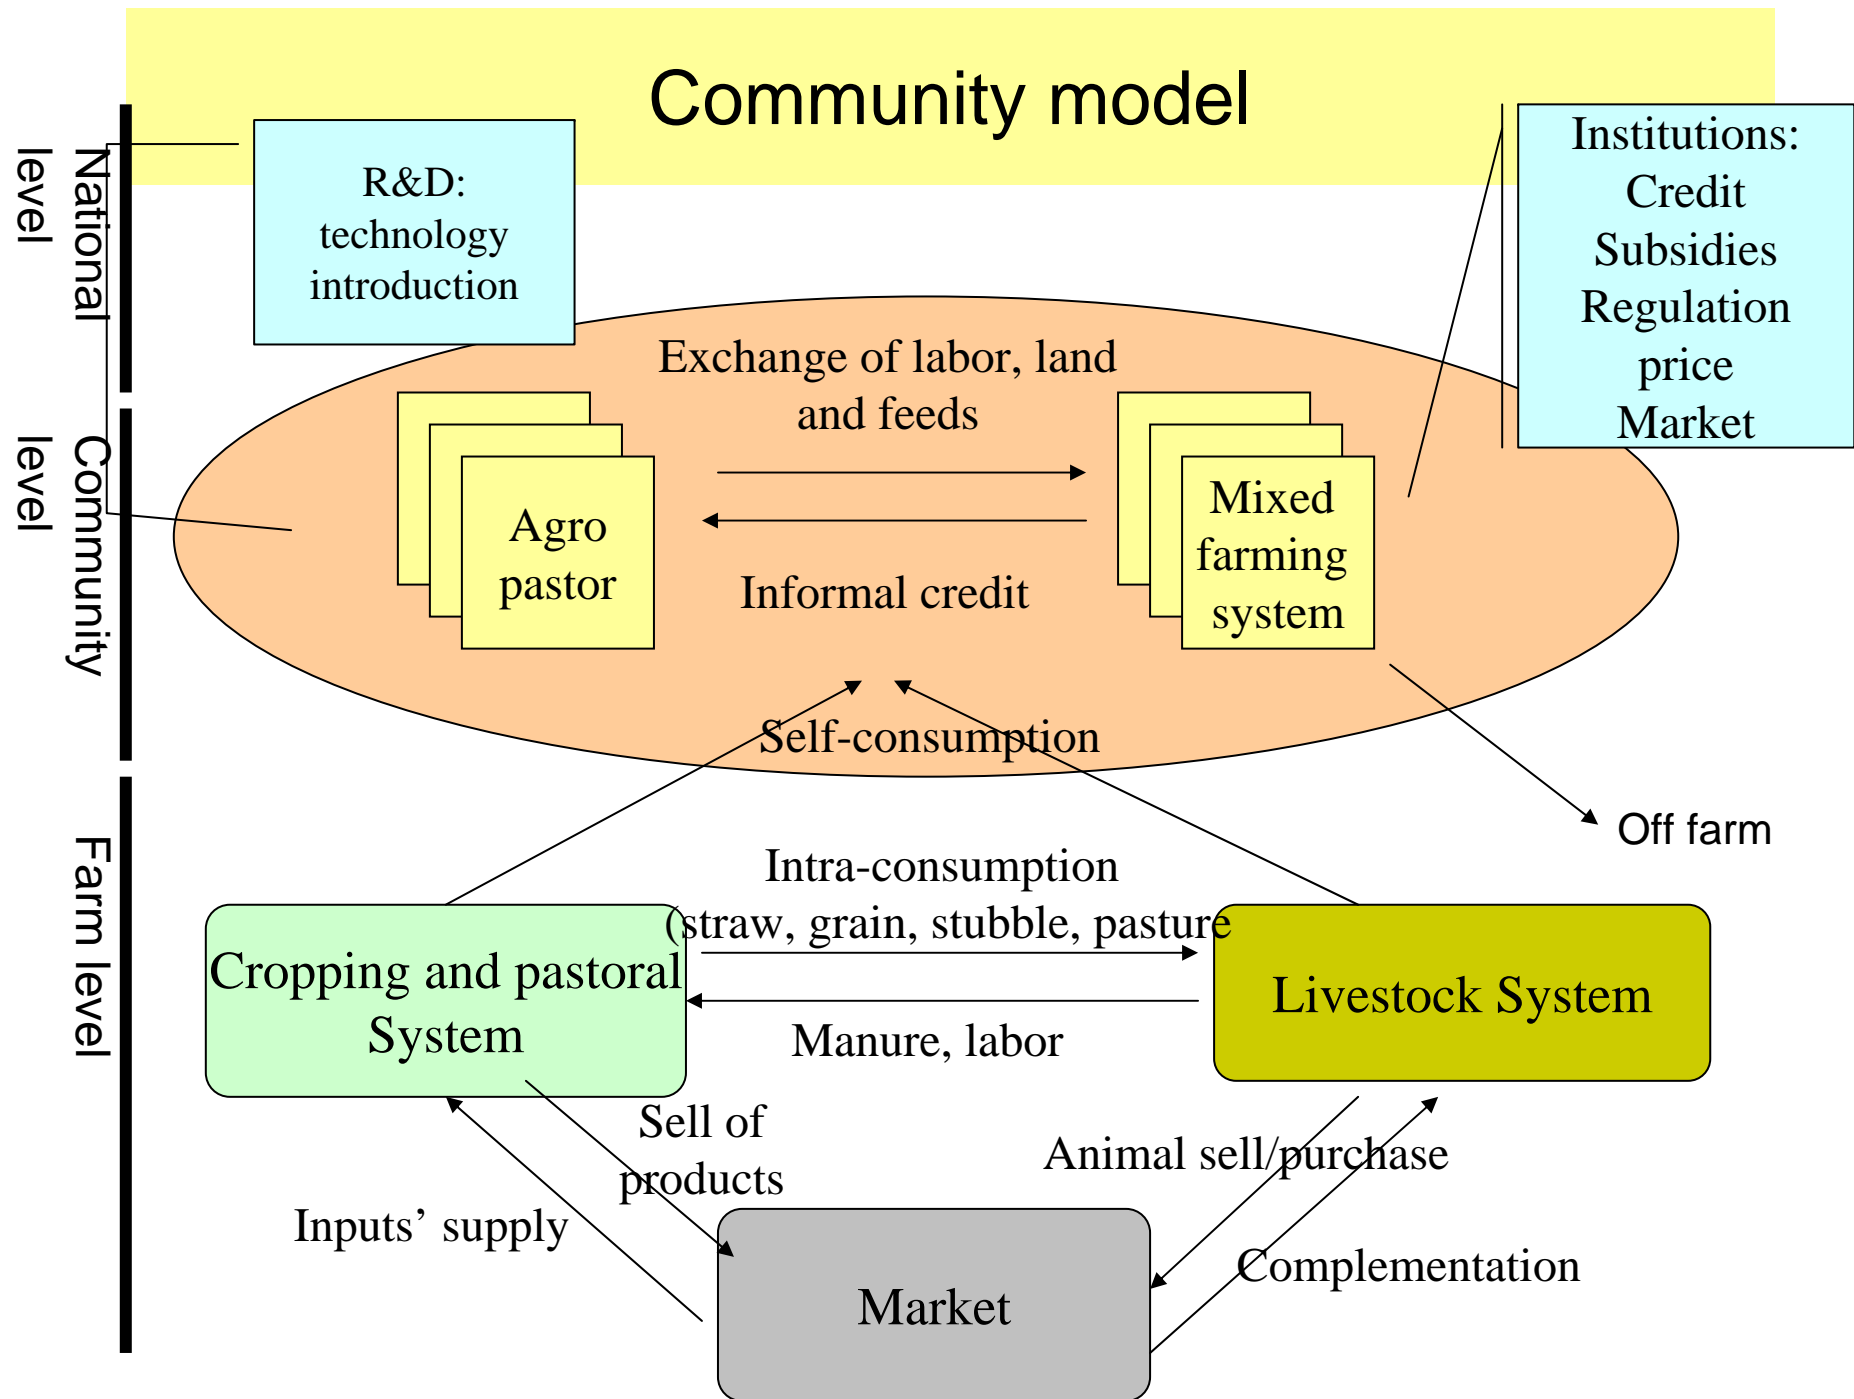 Community model
National
level
R&D:
technology
introduction
Institutions:
Credit
Subsidies
Regulation
price
Market
Community
level
Exchange of labor, land
and feeds
Agro
pastor
Informal credit
Mixed
farming
system
Self-consumption
Off farm
Farm level
Intra-consumption
(straw, grain, stubble, pasture
Cropping and pastoral
System
Livestock System
Manure, labor
Sell of
products
Animal sell/purchase
Inputs’ supply
Complementation
Market